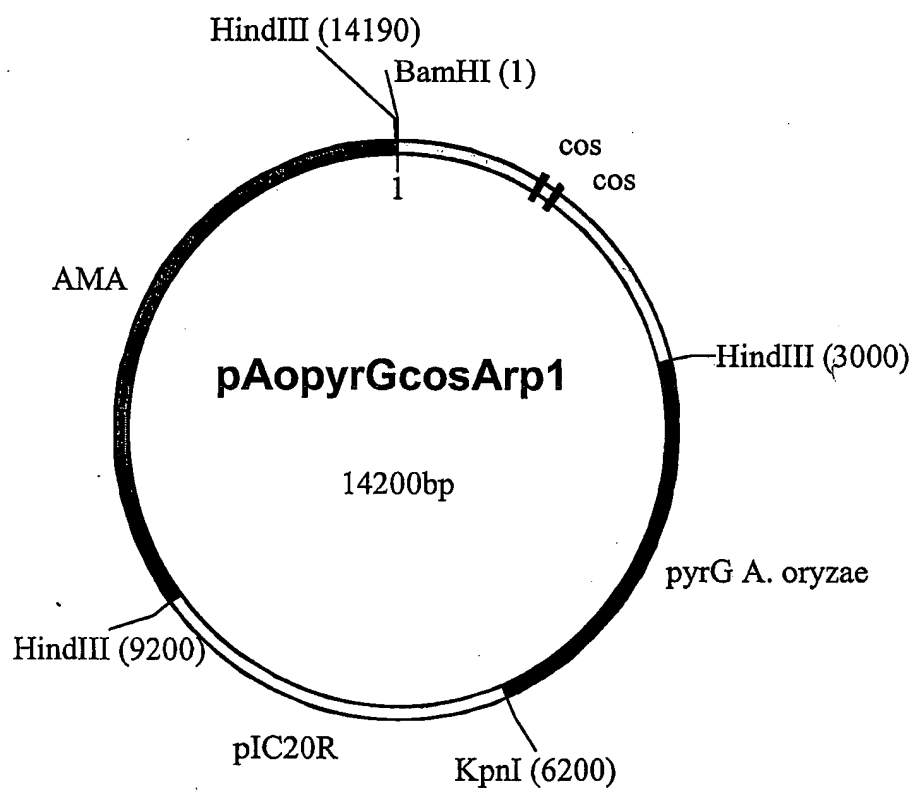 HindIII (14190)
BamHI (1)
cos
cos
1
AMA
HindIII (3000)
pAopyrGcosArp1
14200bp
pyrG A. oryzae
HindIII (9200)
pIC20R
KpnI (6200)